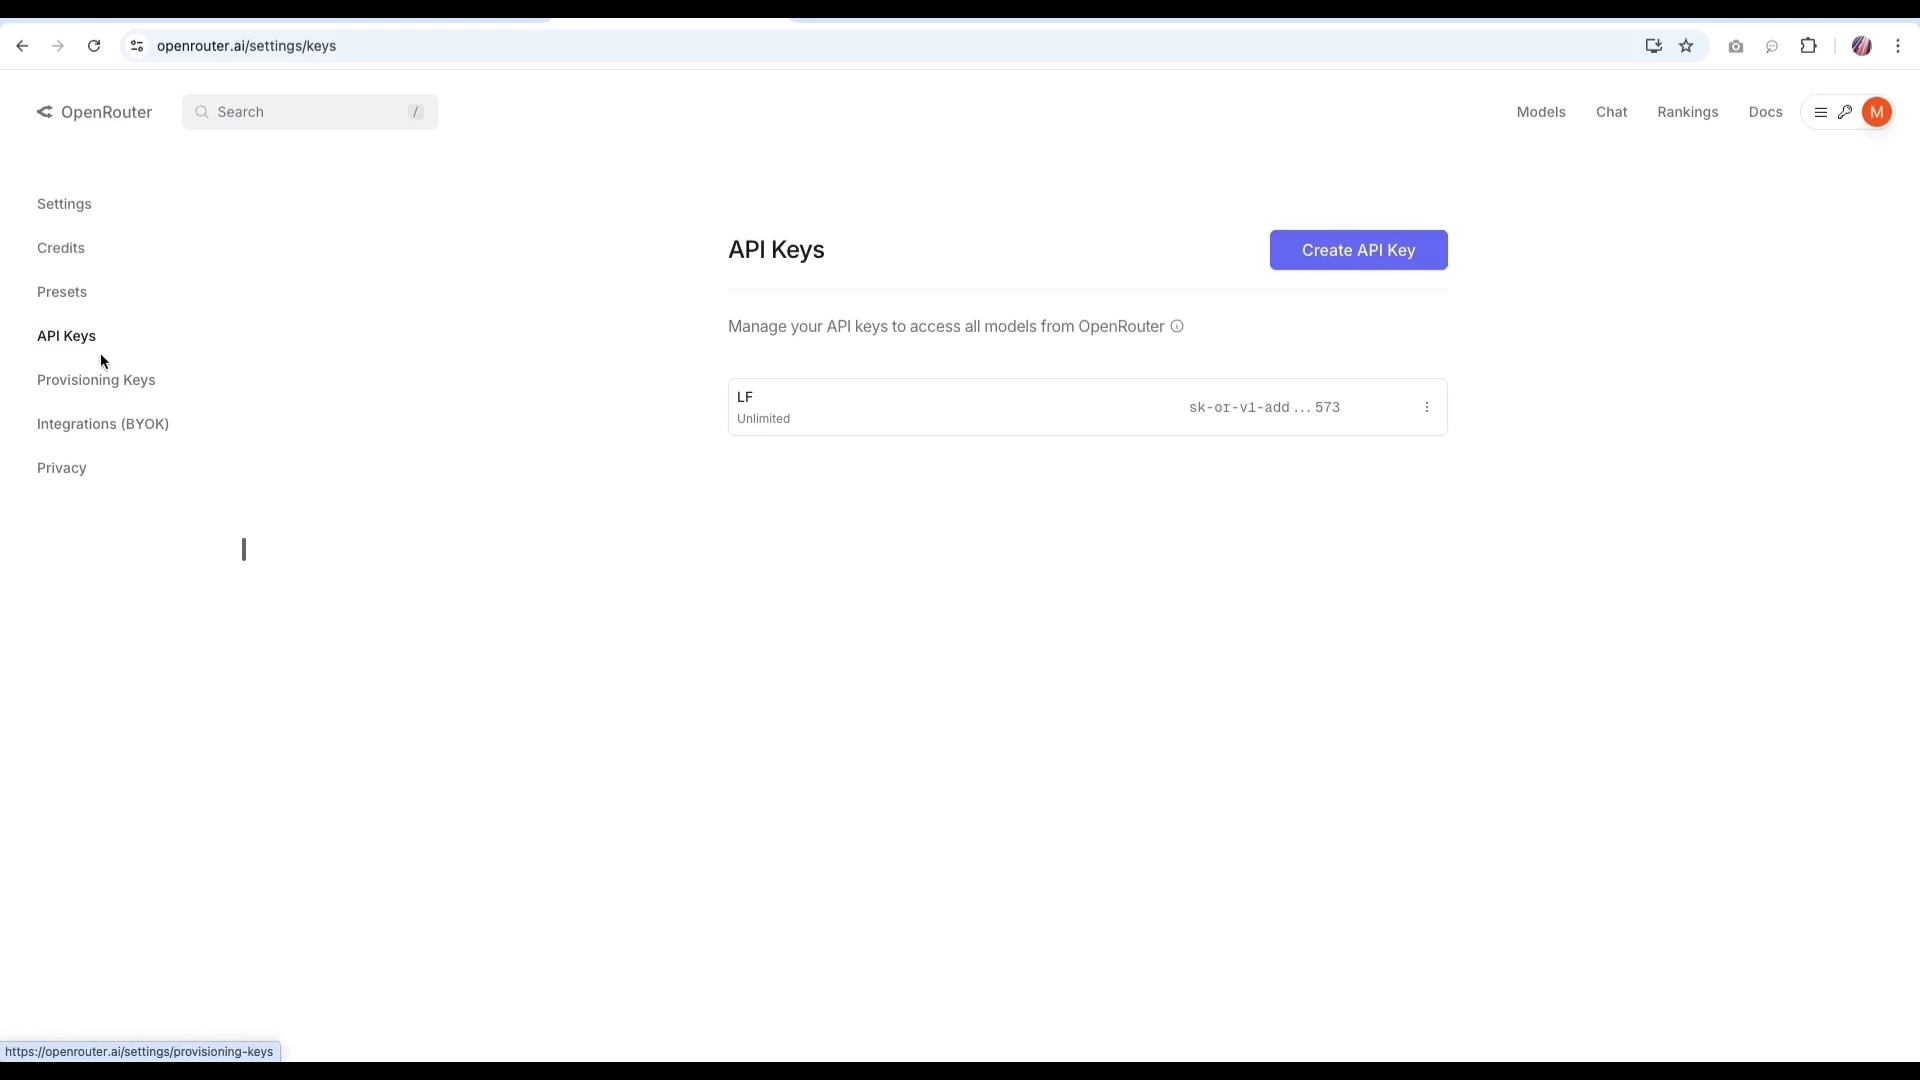 openrouter.ai/settings/keys
OpenRouter
Search /
Models
Chat
Rankings
Docs
M
Settings
Credits
Presets
API Keys
Provisioning Keys
Integrations (BYOK)
Privacy
API Keys
Create API Key
Manage your API keys to access all models from OpenRouter
LF
Unlimited
sk-or-v1-add...573
https://openrouter.ai/settings/provisioning-keys